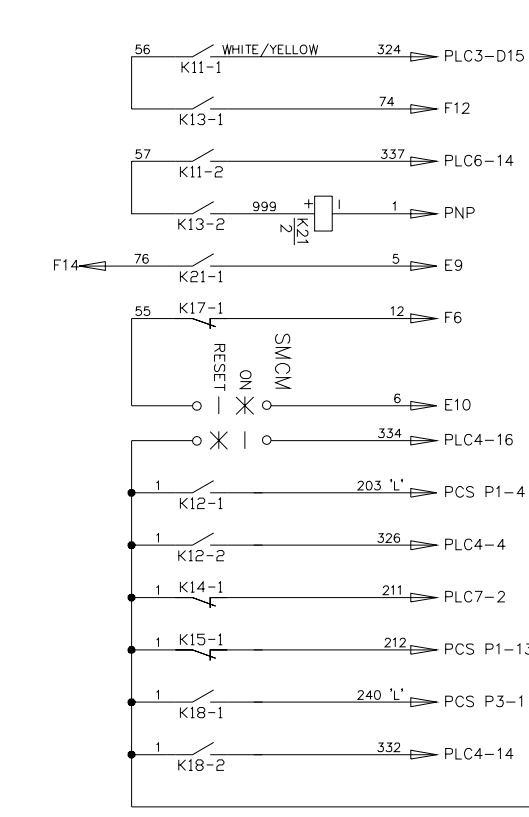 56 WHITE/YELLOW 324 PLC3-D15
K11-1
74 F12
K13-1
57 337 PLC6-14
K11-2
999 + 1 PNP
K13-2 K21
2
F14 76 5 E9
K21-1
K17-1
55 12 F6
RESET ON SMCM
6 E10
334 PLC4-16
1 203 'L' PCS P1-4
K12-1
1 326 PLC4-4
K12-2
1 K14-1 211 PLC7-2
1 K15-1 212 PCS P1-13
1 240 'L' PCS P3-1
K18-1
1 332 PLC4-14
K18-2